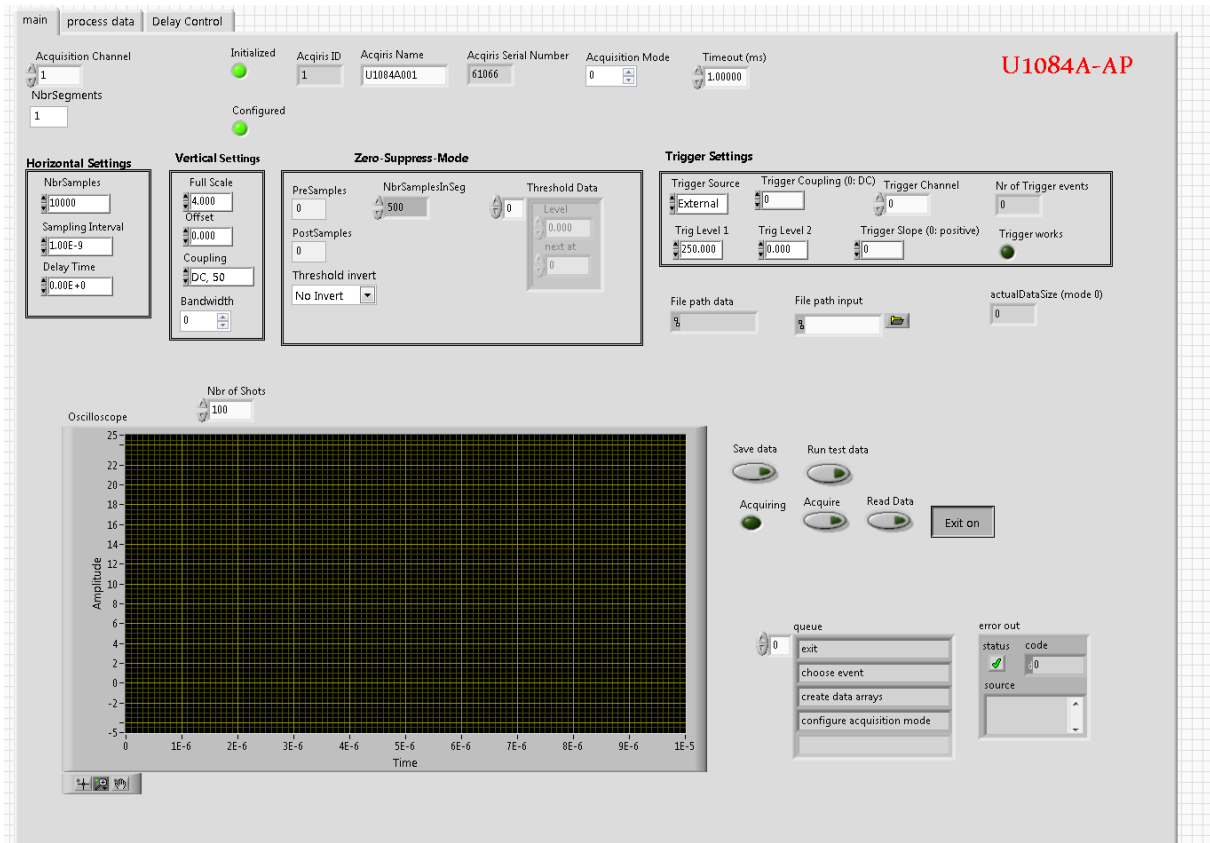 main process data Delay Control
Acquisition Channel Initialized Acqiris ID Acqiris Name Acqiris Serial Number Acquisition Mode Timeout (ms) U1084A-AP
1 1 U1084A001 61066 0 1.00000
NbrSegments
1
Configured
Horizontal Settings Vertical Settings Zero-Suppress-Mode Trigger Settings
NbrSamples
10000
Sampling Interval
1.00E-9
Delay Time
0.00E+0
Full Scale
4.000
Offset
0.000
Coupling
DC, 50
Bandwidth
0
PreSamples NbrSamplesInSeg Threshold Data
0 500 0 Level
0.000
PostSamples next at
0 0
Threshold invert
No Invert
Trigger Source Trigger Coupling (0: DC) Trigger Channel Nr of Trigger events
External 0 0 0
Trig Level 1 Trig Level 2 Trigger Slope (0: positive) Trigger works
250.000 0.000 0
File path data File path input actualDataSize (mode 0)
0
Nbr of Shots
100
Oscilloscope
25
22
20
18
16
14
12
10
8
6
4
2
0
-2
-5
Amplitude
0 1E-6 2E-6 3E-6 4E-6 5E-6 6E-6 7E-6 8E-6 9E-6 1E-5
Time
Save data Run test data
Acquiring Acquire Read Data Exit on
queue
0 exit
choose event
create data arrays
configure acquisition mode
error out
status code
d0
source